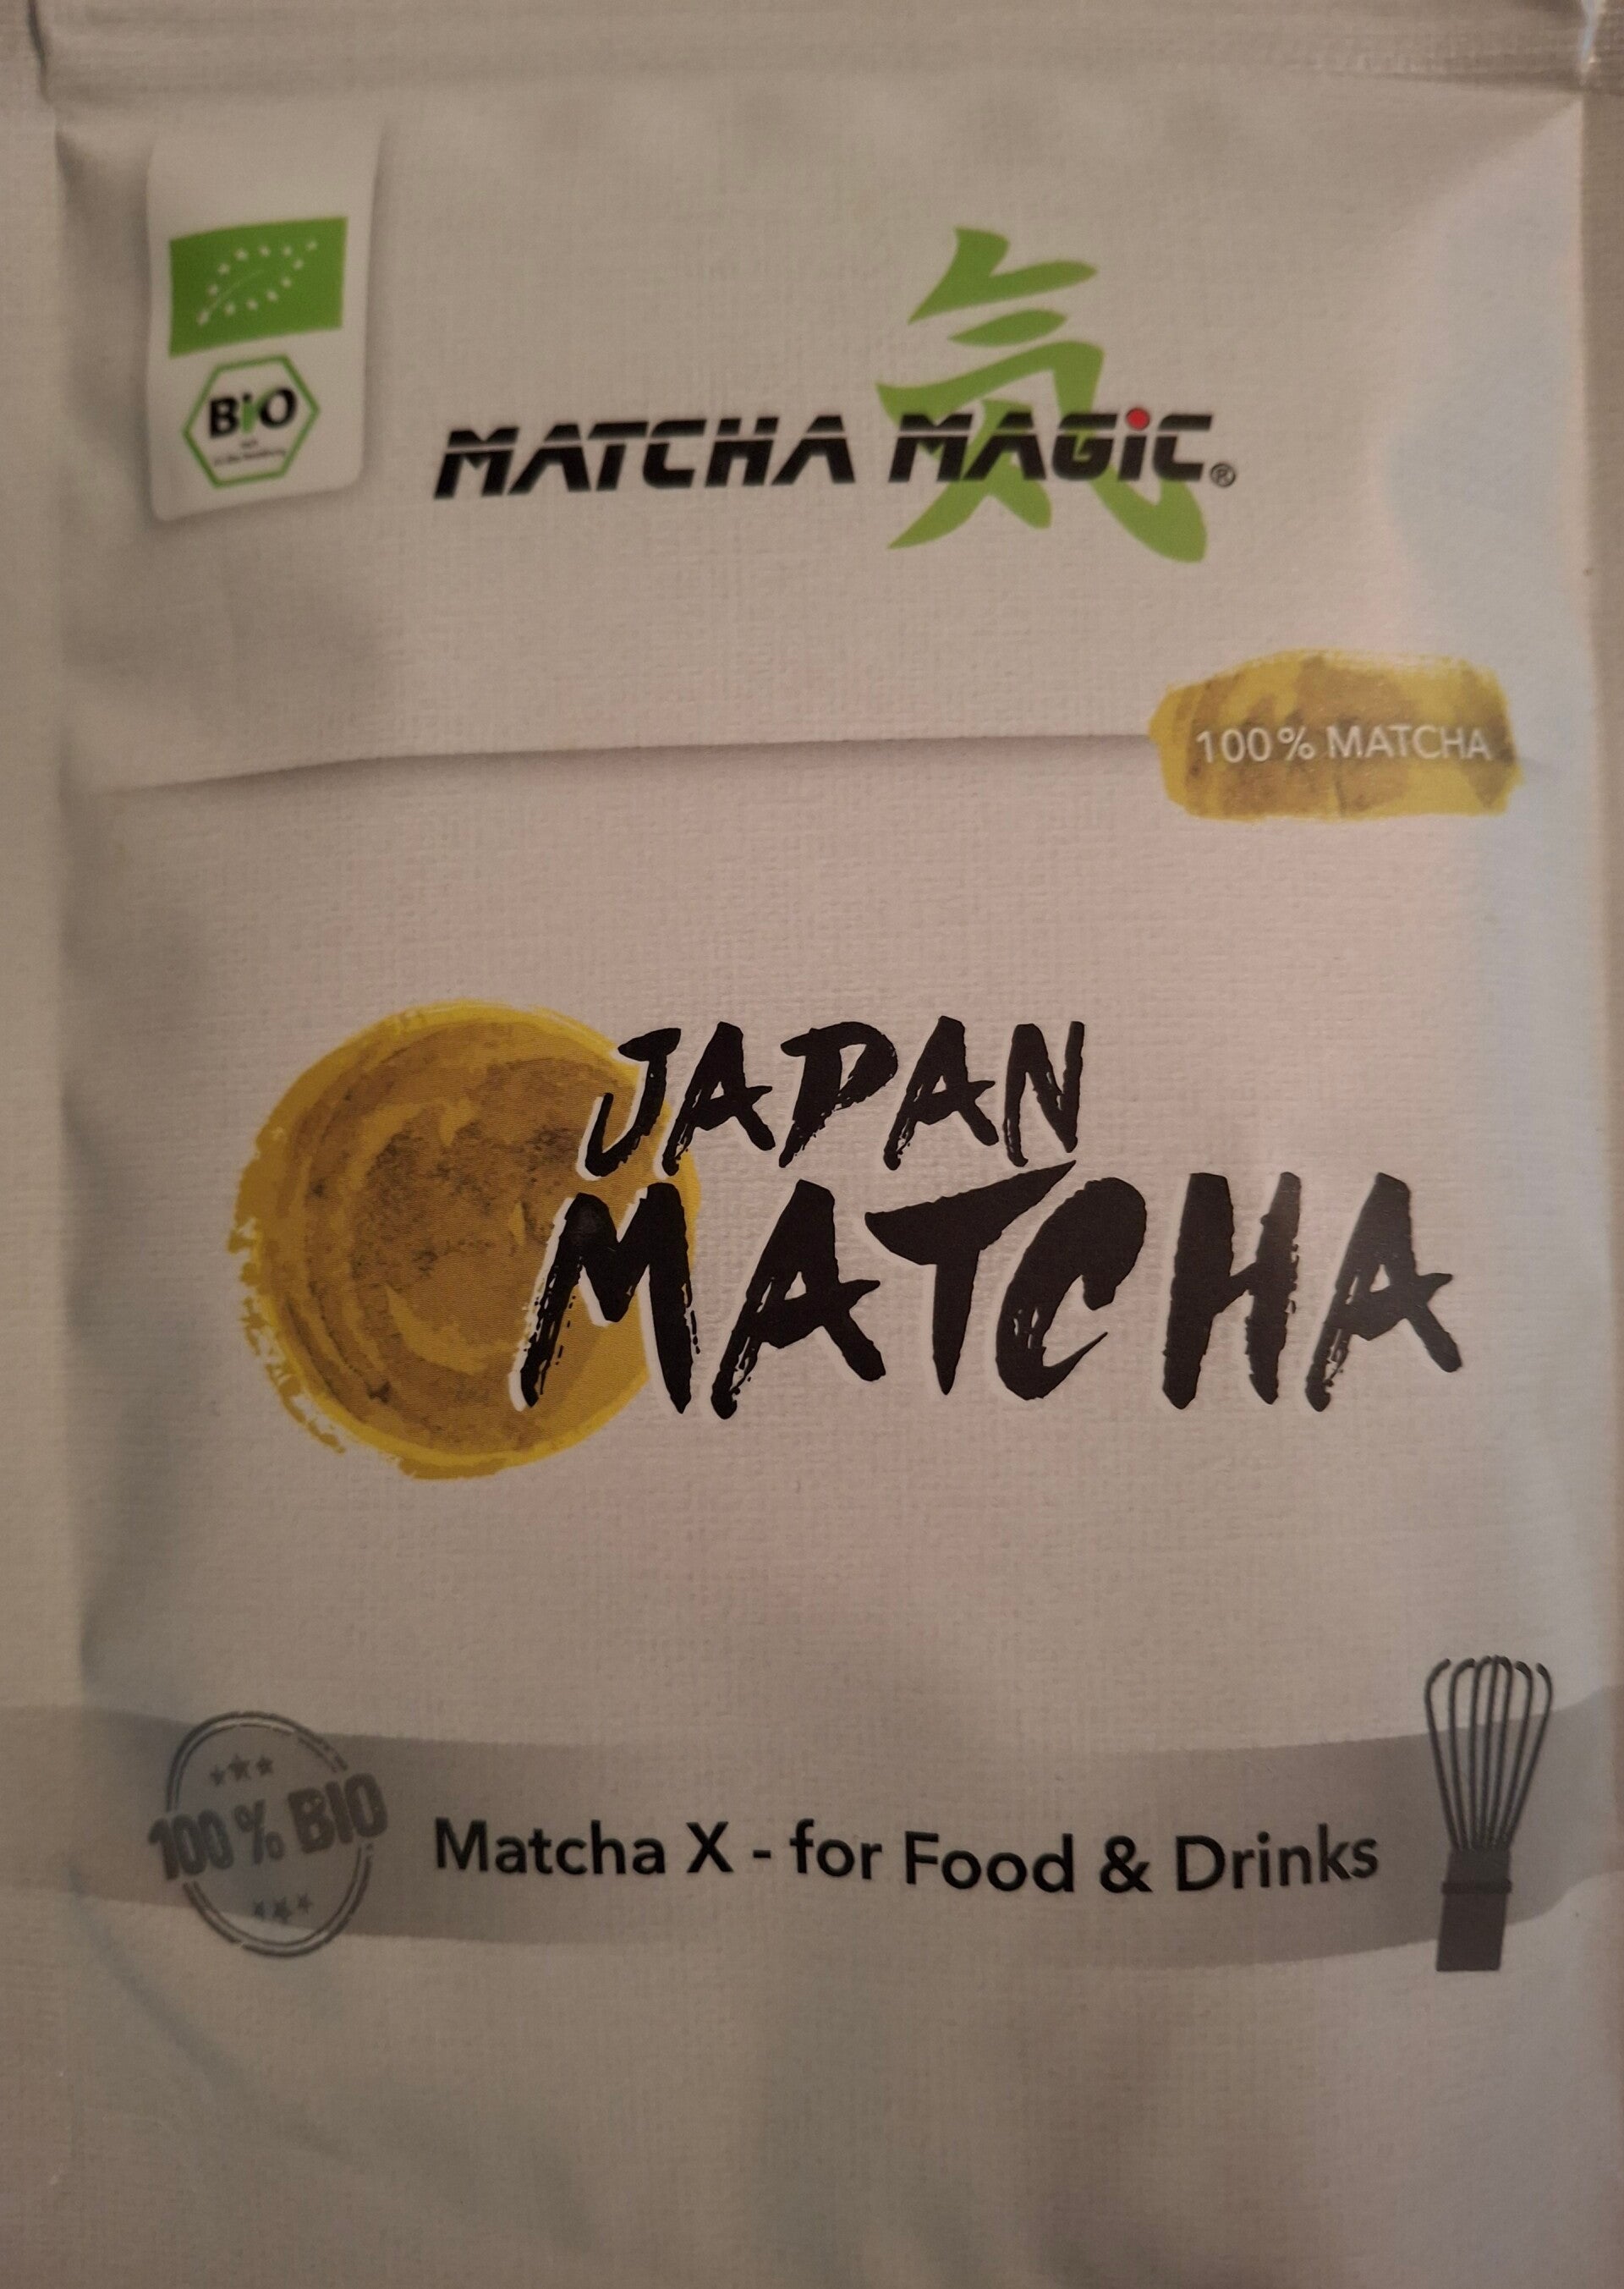 BiO
気
MATCHA MAGiC®
100% MATCHA
JAPAN
MATCHA
100% BIO
Matcha X - for Food & Drinks